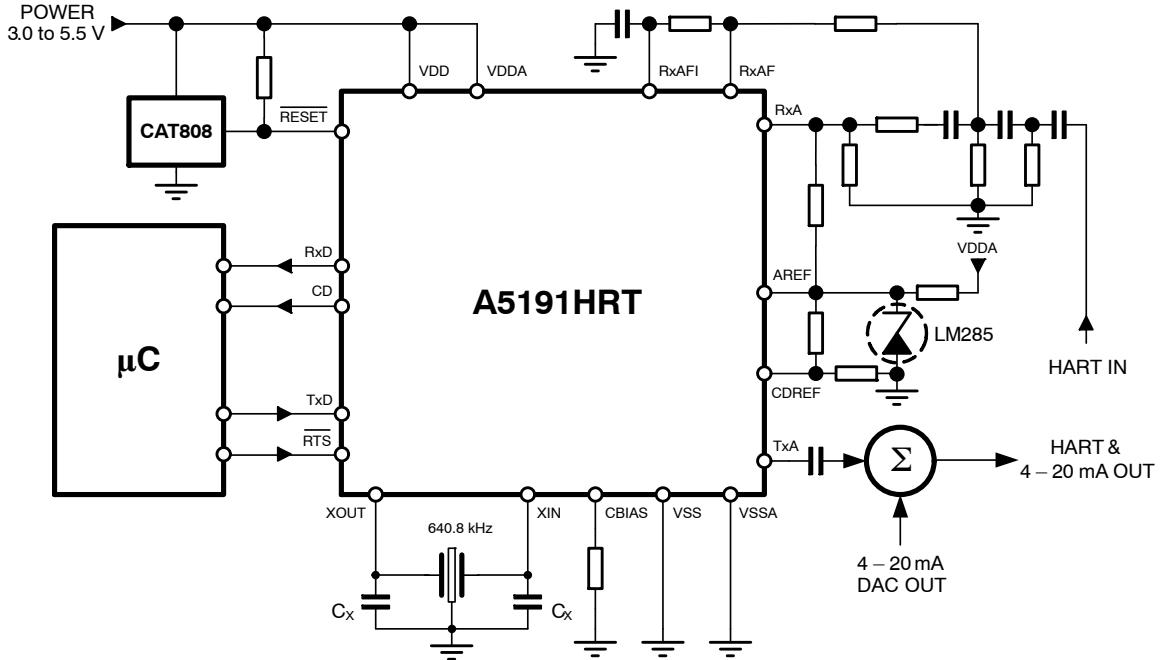 POWER
3.0 to 5.5 V
VDD
VDDA
RxAFI
RxAF
RESET
CAT808
RxA
VDDA
AREF
LM285
HART IN
CDREF
RxD
CD
A5191HRT
μC
TxD
RTS
TxA
Σ
HART &
4 – 20 mA OUT
4 – 20 mA
DAC OUT
XOUT
XIN
CBIAS
VSS
VSSA
640.8 kHz
CX
CX